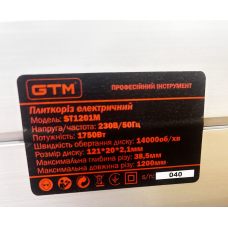 GTM
ПРОФЕСІЙНИЙ ІНСТРУМЕНТ
Плиткоріз електричний
Модель: ST1201M
Напруга/частота: 230В/50Гц
Потужність: 1750Вт
Швидкість обертання диску: 14000об/хв
Розмір диску: 121*20*2,1мм
Максимальна глибина різу: 38,5мм
Максимальна довжина різу: 1200мм
s/n: 040